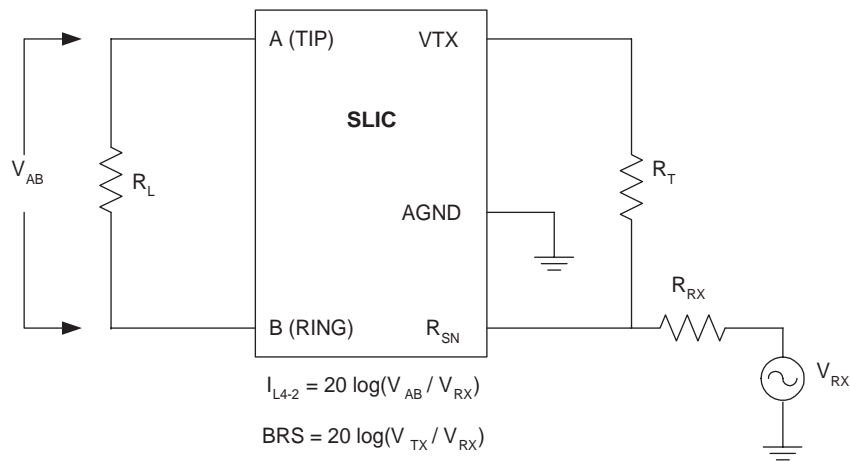 A (TIP)
VTX
SLIC
V_AB
R_L
R_T
AGND
R_RX
B (RING)
R_SN
V_RX
I_L4-2 = 20 log(V_AB / V_RX)
BRS = 20 log(V_TX / V_RX)